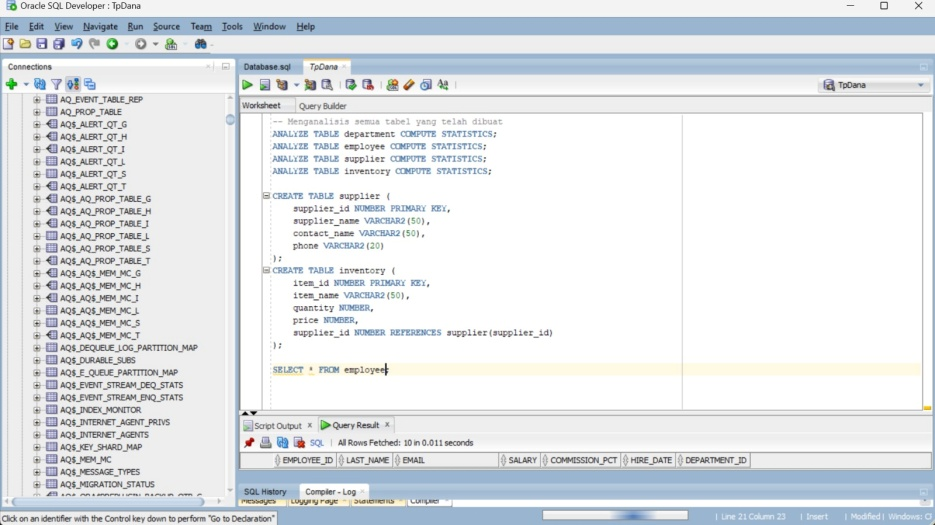 Oracle SQL Developer : TpDana
File Edit View Navigate Run Source Team Tools Window Help
Connections
AQ_EVENT_TABLE_REP
AQ_PROP_TABLE
AQ$_ALERT_QT_G
AQ$_ALERT_QT_H
AQ$_ALERT_QT_I
AQ$_ALERT_QT_L
AQ$_ALERT_QT_S
AQ$_ALERT_QT_T
AQ$_AQ_PROP_TABLE_G
AQ$_AQ_PROP_TABLE_H
AQ$_AQ_PROP_TABLE_I
AQ$_AQ_PROP_TABLE_L
AQ$_AQ_PROP_TABLE_S
AQ$_AQ_PROP_TABLE_T
AQ$_AQ$_MEM_MC_G
AQ$_AQ$_MEM_MC_H
AQ$_AQ$_MEM_MC_I
AQ$_AQ$_MEM_MC_L
AQ$_AQ$_MEM_MC_S
AQ$_AQ$_MEM_MC_T
AQ$_DEQUEUE_LOG_PARTITION_MAP
AQ$_DURABLE_SUBS
AQ$_E_QUEUE_PARTITION_MAP
AQ$_EVENT_STREAM_DEQ_STATS
AQ$_EVENT_STREAM_ENQ_STATS
AQ$_INDEX_MONITOR
AQ$_INTERNET_AGENT_PRIVS
AQ$_INTERNET_AGENTS
AQ$_KEY_SHARD_MAP
AQ$_MEM_MC
AQ$_MESSAGE_TYPES
AQ$_MIGRATION_STATUS
Database.sql TpDana
TpDana
Worksheet Query Builder
-- Menganalisis semua tabel yang telah dibuat
ANALYZE TABLE department COMPUTE STATISTICS;
ANALYZE TABLE employee COMPUTE STATISTICS;
ANALYZE TABLE supplier COMPUTE STATISTICS;
ANALYZE TABLE inventory COMPUTE STATISTICS;
CREATE TABLE supplier (
supplier_id NUMBER PRIMARY KEY,
supplier_name VARCHAR2(50),
contact_name VARCHAR2(50),
phone VARCHAR2(20)
);
CREATE TABLE inventory (
item_id NUMBER PRIMARY KEY,
item_name VARCHAR2(50),
quantity NUMBER,
price NUMBER,
supplier_id NUMBER REFERENCES supplier(supplier_id)
);
SELECT * FROM employee;
Script Output x Query Result x
SQL | All Rows Fetched: 10 in 0.011 seconds
EMPLOYEE_ID LAST_NAME EMAIL SALARY COMMISSION_PCT HIRE_DATE DEPARTMENT_ID
SQL History Compiler - Log
Messages Logging Page Statements Compiler
Click on an identifier with the Control key down to perform "Go to Declaration"
Line 21 Column 23 | Insert | Modified | Windows: C